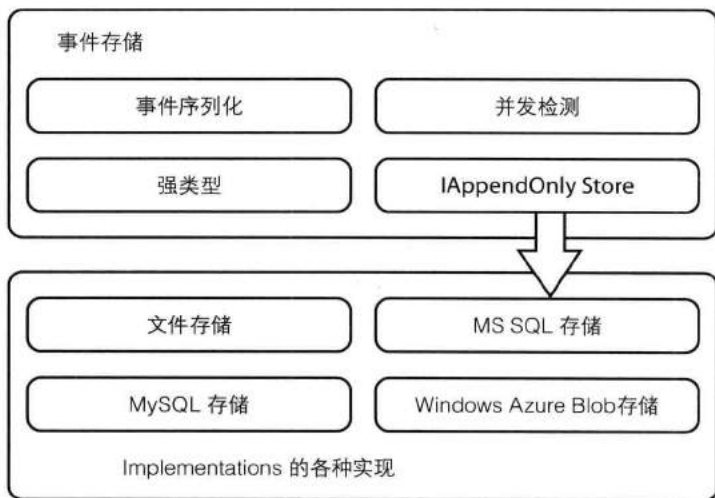 事件存储
事件序列化
并发检测
强类型
IAppendOnly Store
文件存储
MS SQL 存储
MySQL 存储
Windows Azure Blob存储
Implementations 的各种实现